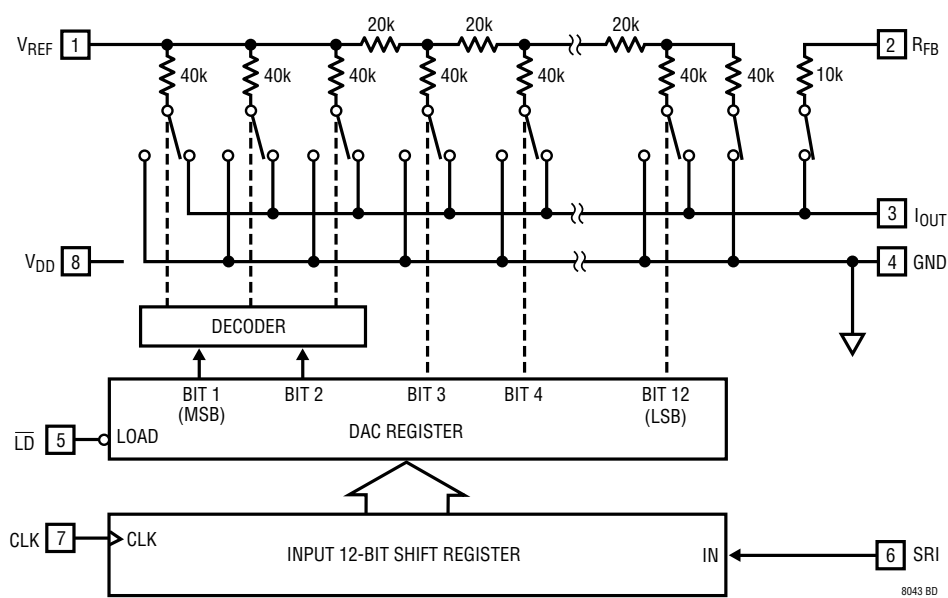 20k
20k
20k
VREF 1
2 RFB
40k
40k
40k
40k
40k
40k
40k
10k
3 IOUT
VDD 8
4 GND
DECODER
BIT 1
(MSB)
BIT 2
BIT 3
BIT 4
BIT 12
(LSB)
LD 5
LOAD
DAC REGISTER
CLK 7
CLK
INPUT 12-BIT SHIFT REGISTER
IN
6 SRI
8043 BD